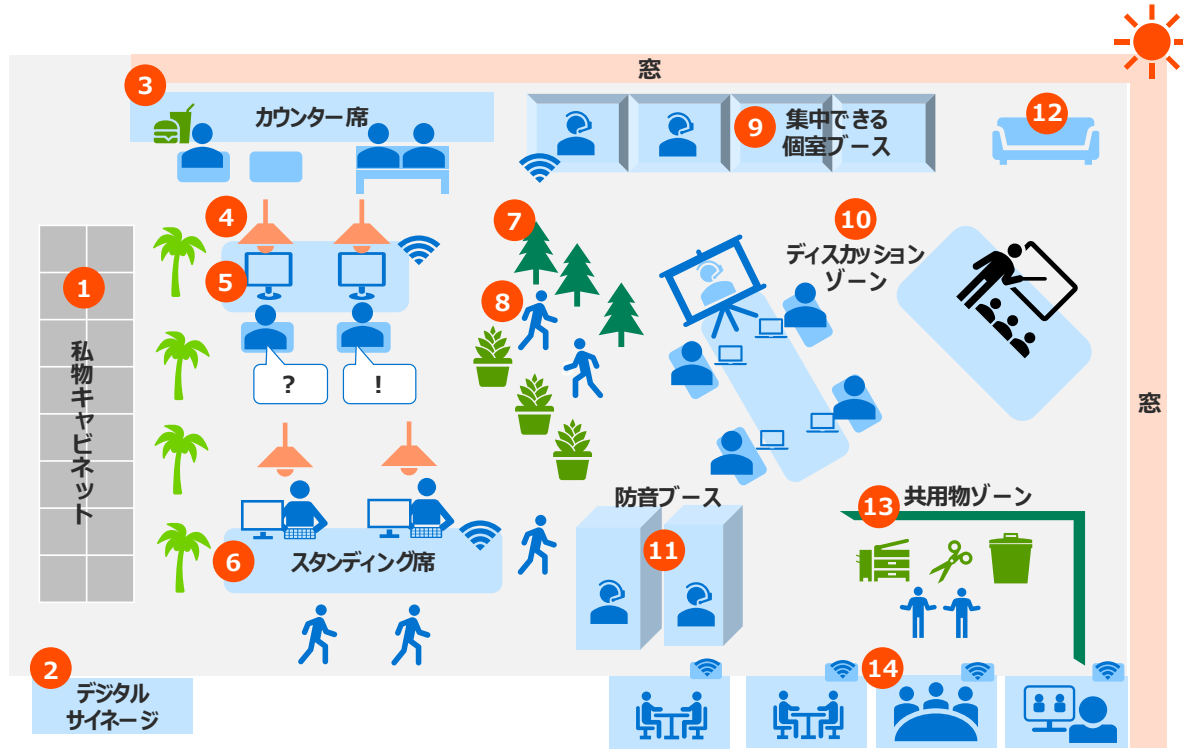 窓
3
カウンター席
9
集中できる
個室ブース
12
4
7
10
ディスカッション
ゾーン
5
8
1
私物キャビネット
?
!
窓
防音ブース
13
共用物ゾーン
11
6
スタンディング席
2
デジタル
サイネージ
14